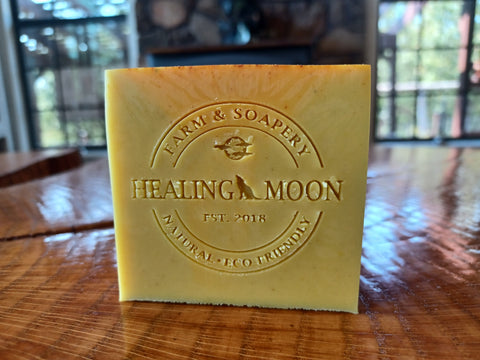 FARM & SOAPERY
HEALING MOON
EST. 2018
NATURAL • ECO FRIENDLY